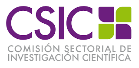 CSIC
COMISIÓN SECTORIAL DE
INVESTIGACIÓN CIENTÍFICA